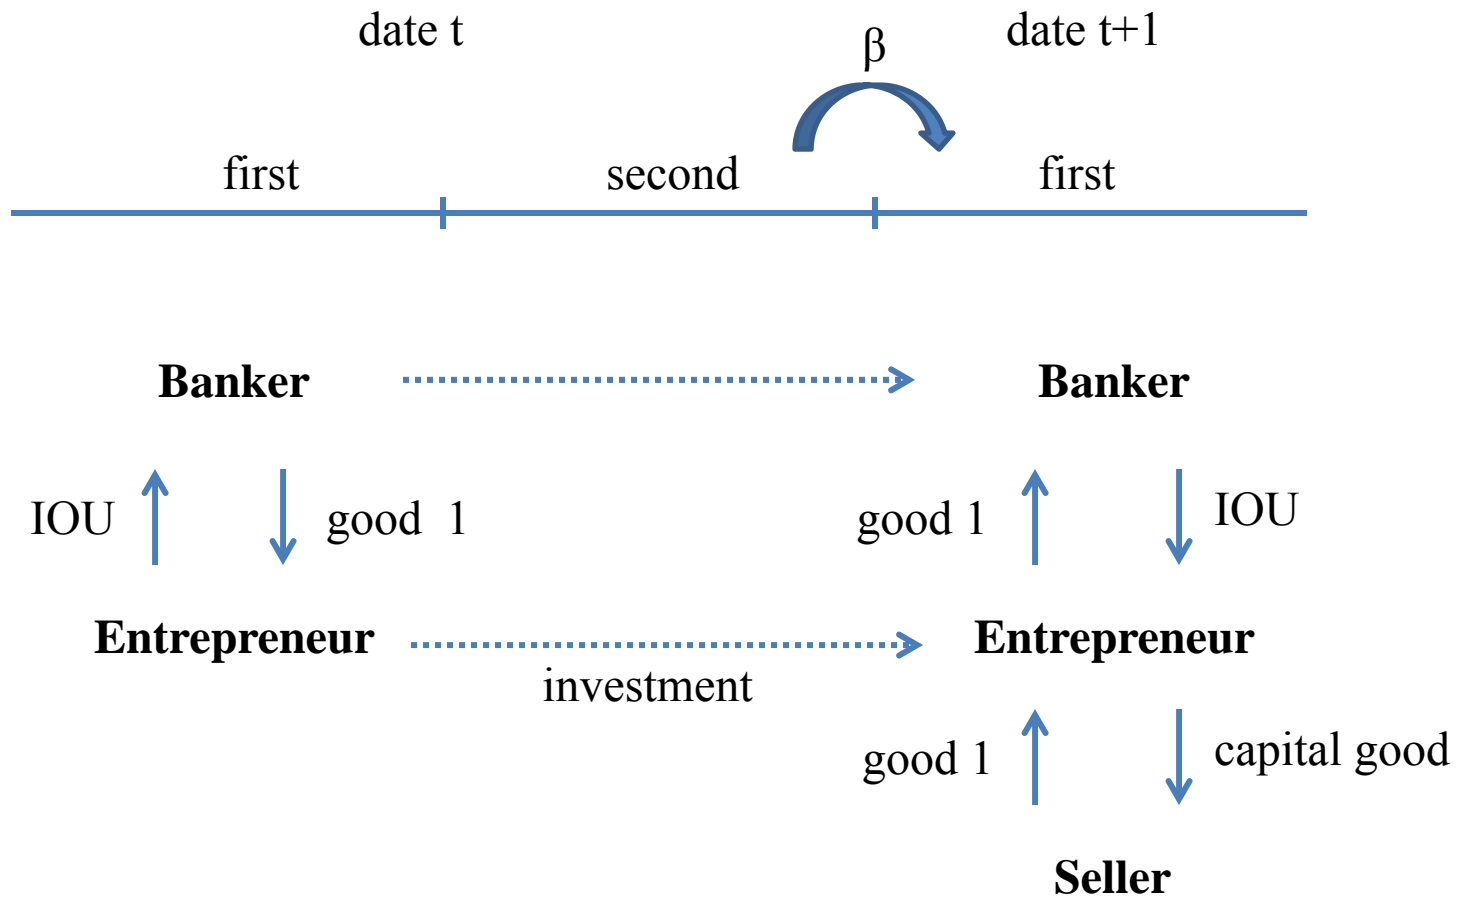 date t
β
date t+1
first
second
first
Banker
Banker
IOU
good 1
good 1
IOU
Entrepreneur
Entrepreneur
investment
good 1
capital good
Seller